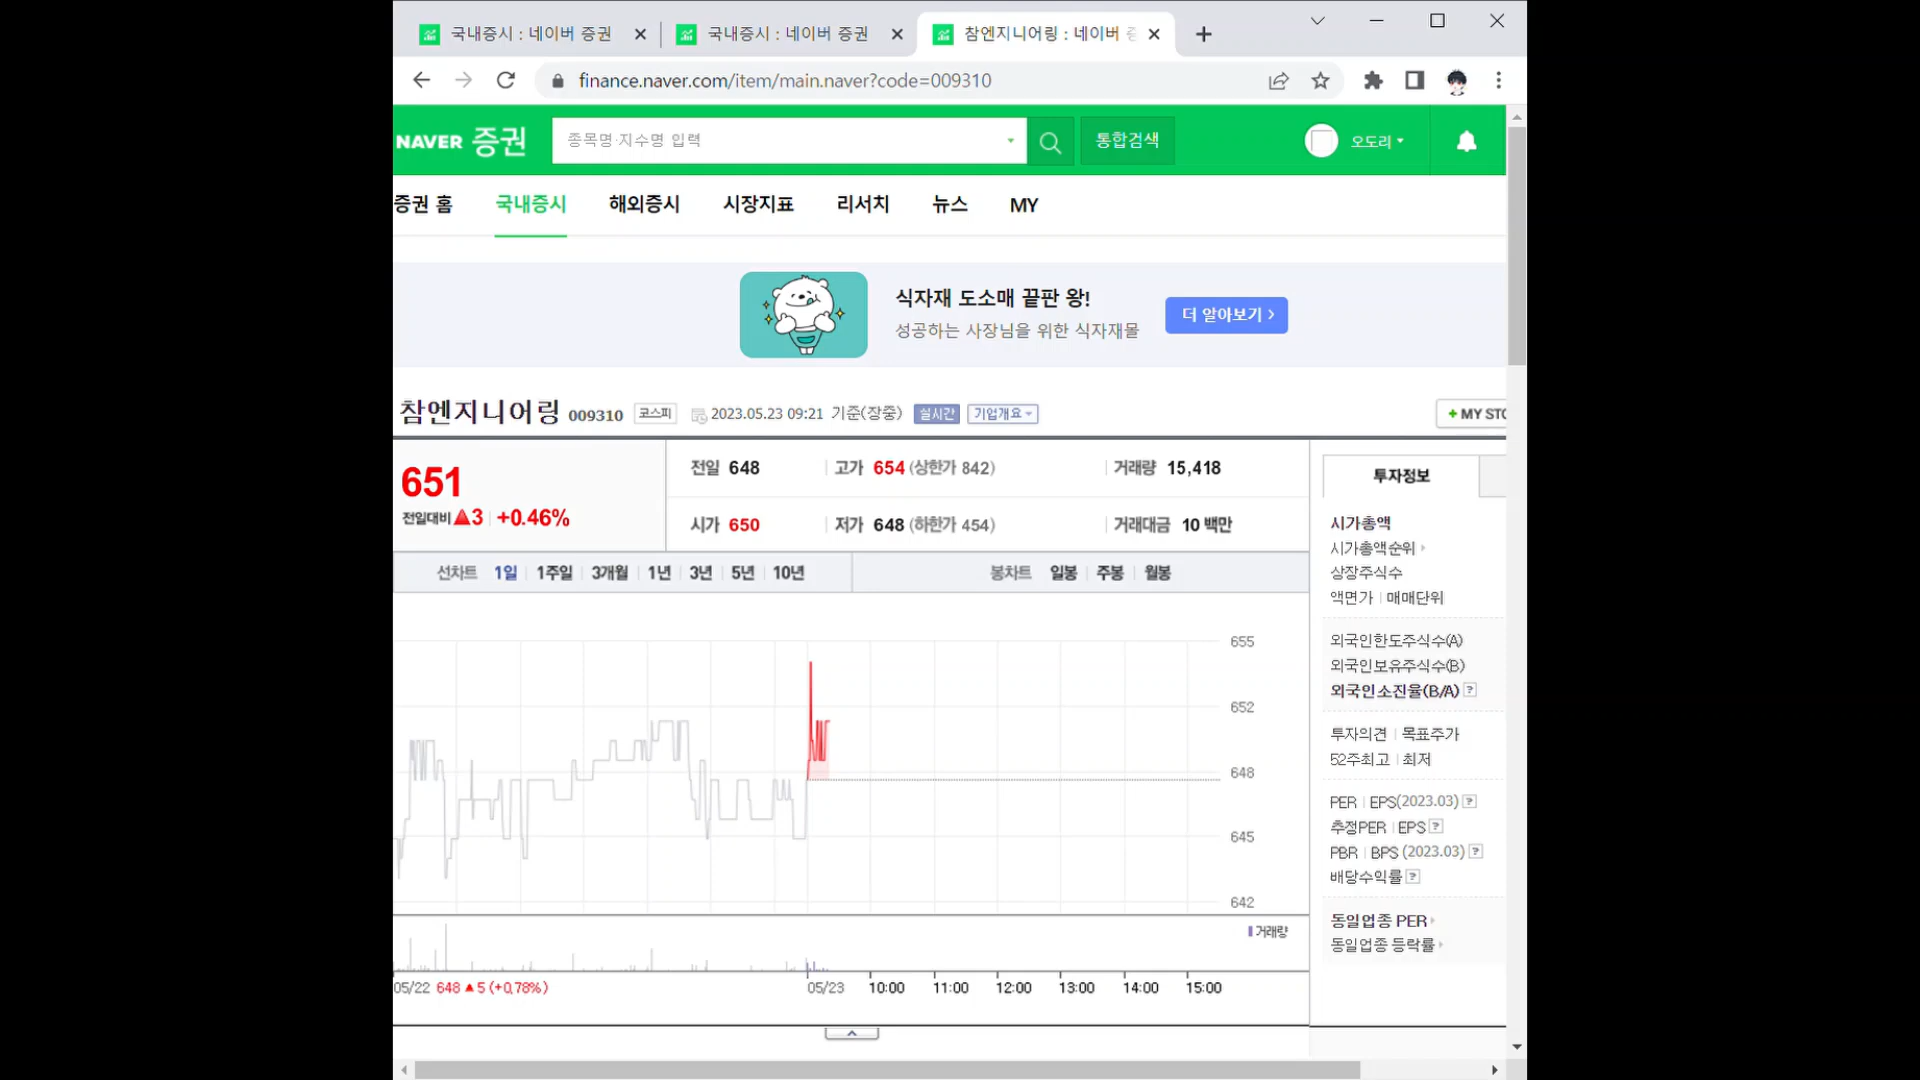 국내증시 : 네이버 증권
국내증시 : 네이버 증권
참엔지니어링 : 네이버
finance.naver.com/item/main.naver?code=009310
NAVER 증권
종목명·지수명 입력
통합검색
오도리
증권 홈
국내증시
해외증시
시장지표
리서치
뉴스
MY
식자재 도소매 끝판 왕!
성공하는 사장님을 위한 식자재몰
더 알아보기 >
참엔지니어링 009310 코스피 2023.05.23 09:21 기준(장중) 실시간 기업개요
+ MY STO
651
전일대비 ▲3 +0.46%
전일 648 고가 654 (상한가 842) 거래량 15,418
시가 650 저가 648 (하한가 454) 거래대금 10 백만
선차트 1일 1주일 3개월 1년 3년 5년 10년
봉차트 일봉 주봉 월봉
655
652
648
645
642
거래량
05/22 648 ▲5 (+0.78%)
05/23 10:00 11:00 12:00 13:00 14:00 15:00
투자정보
시가총액
시가총액순위
상장주식수
액면가 | 매매단위
외국인한도주식수(A)
외국인보유주식수(B)
외국인소진율(B/A) ?
투자의견 | 목표주가
52주최고 | 최저
PER | EPS(2023.03) ?
추정PER | EPS ?
PBR | BPS (2023.03) ?
배당수익률 ?
동일업종 PER
동일업종 등락률